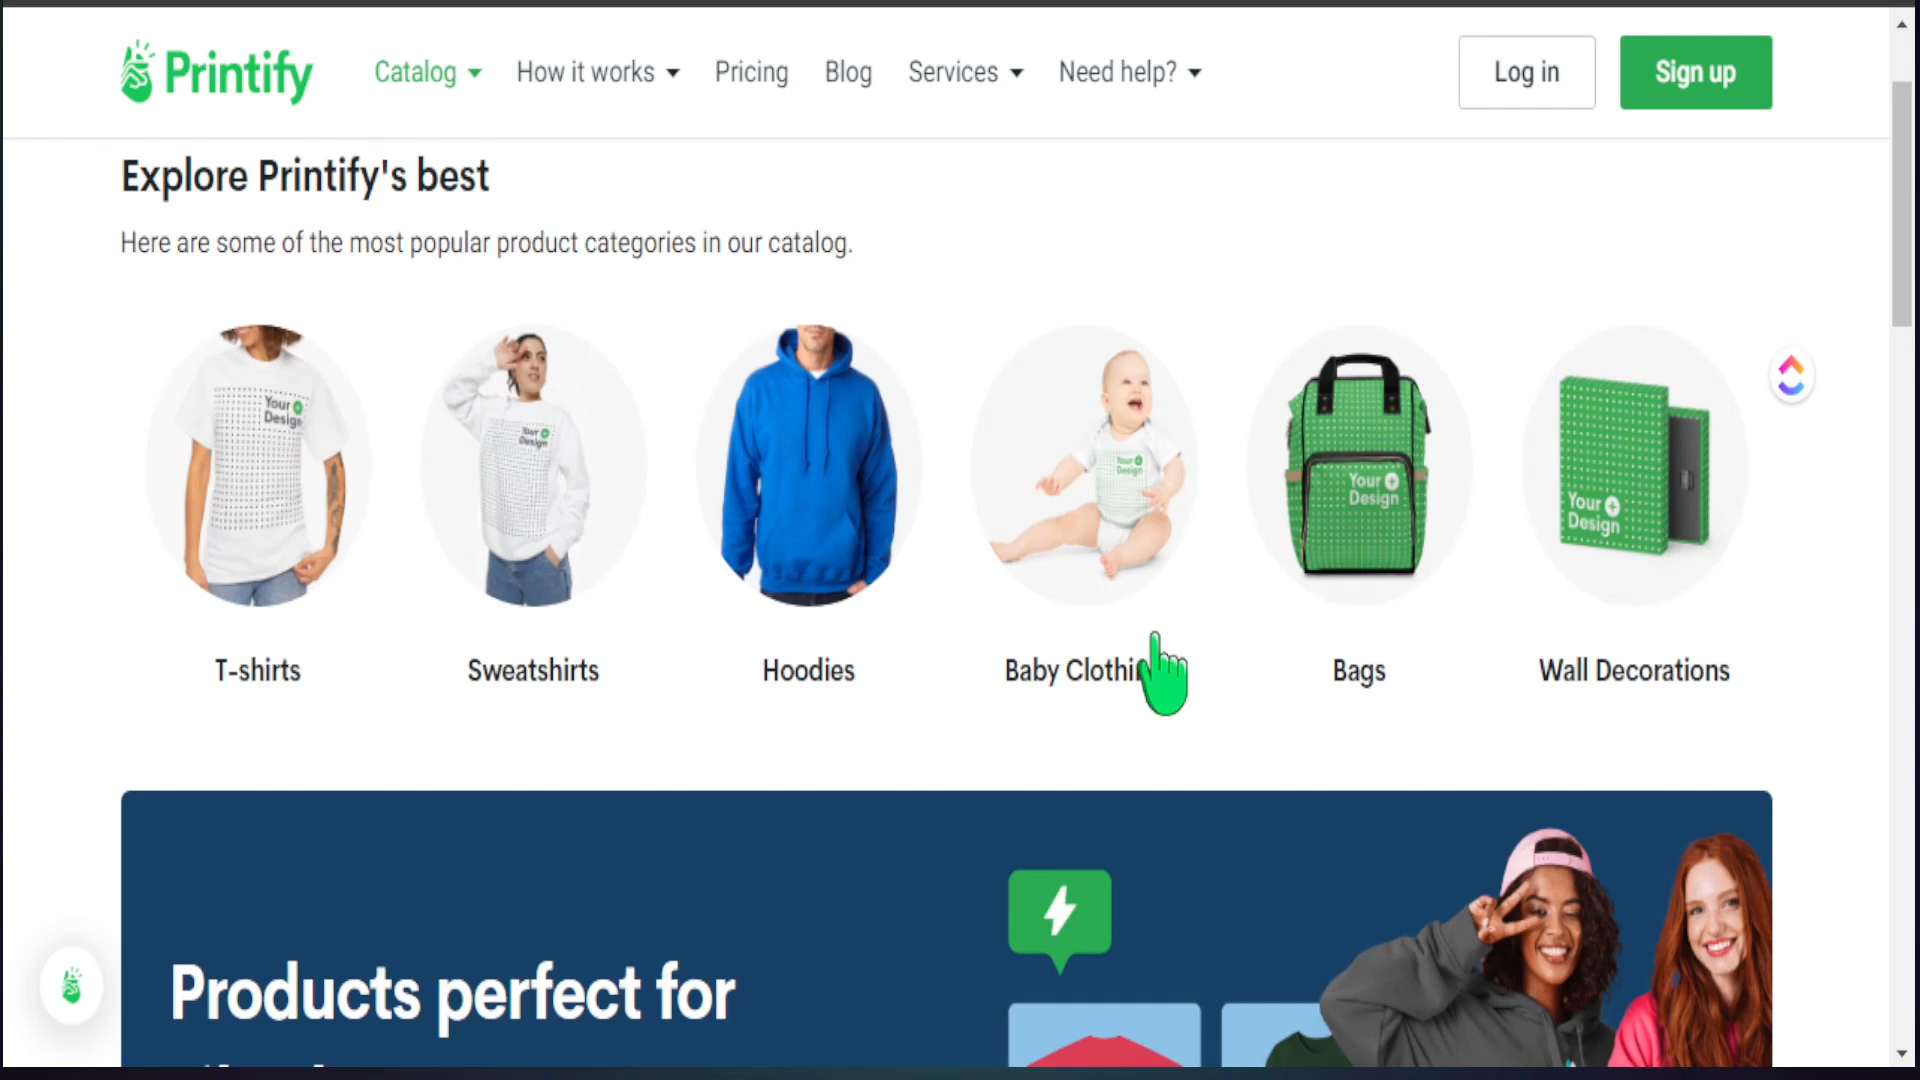 Printify
Catalog
How it works
Pricing
Blog
Services
Need help?
Log in
Sign up
Explore Printify's best
Here are some of the most popular product categories in our catalog.
Your
Design
Your
Design
Your
Design
Your
Design
Your
Design
T-shirts
Sweatshirts
Hoodies
Baby
Bags
Wall Decorations
Products perfect for